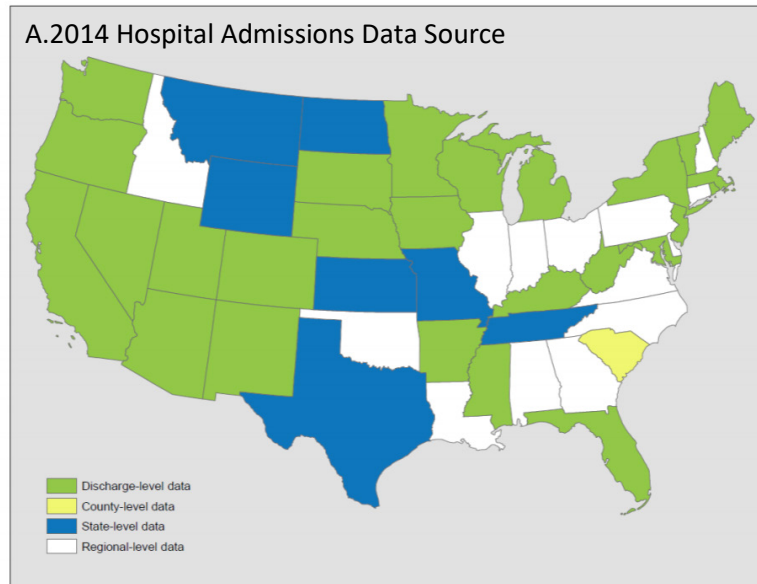 A.2014 Hospital Admissions Data Source
Discharge-level data
County-level data
State-level data
Regional-level data